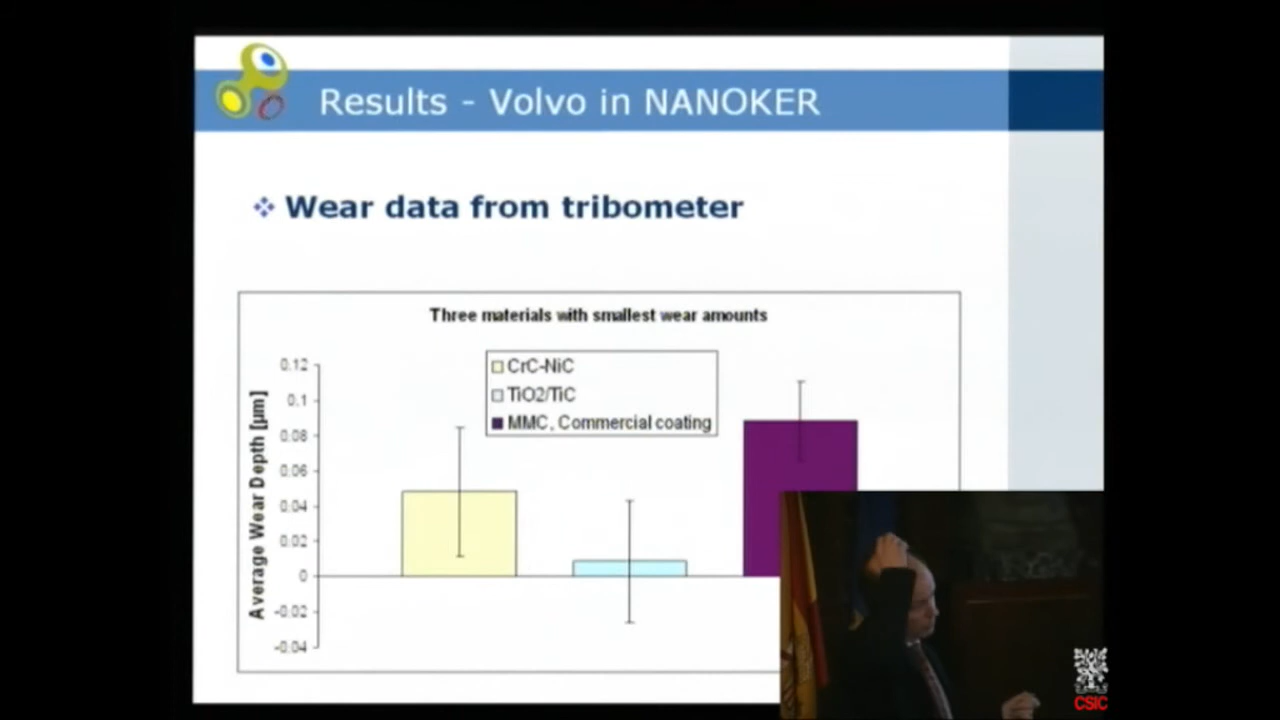 Results - Volvo in NANOKER
Wear data from tribometer
Three materials with smallest wear amounts
CrC-NiC
TiO2/TiC
MMC, Commercial coating
Average Wear Depth [µm]
0.12
0.1
0.08
0.06
0.04
0.02
0
-0.02
-0.04
CSIC